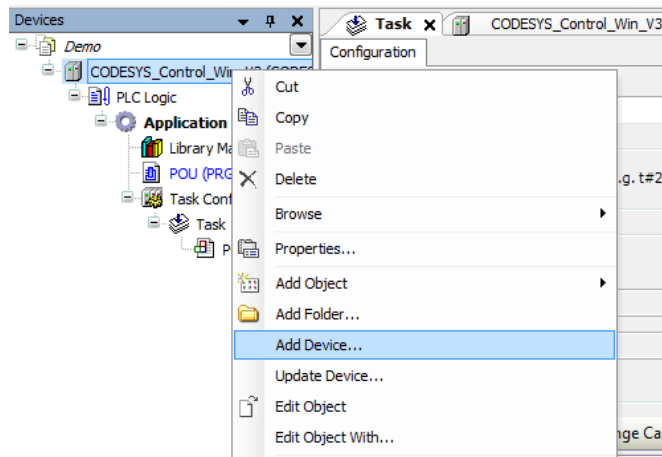 Devices
Task
CODESYS_Control_Win_V3
Demo
Configuration
CODESYS_Control_Win_V3 (CODES
Cut
PLC Logic
Copy
Application
Paste
Library Ma
POU (PRG
Delete
.g. t#2
Task Conf
Browse
Task
P
Properties...
Add Object
Add Folder...
Add Device...
Update Device...
Edit Object
Edit Object With...
nge Ca